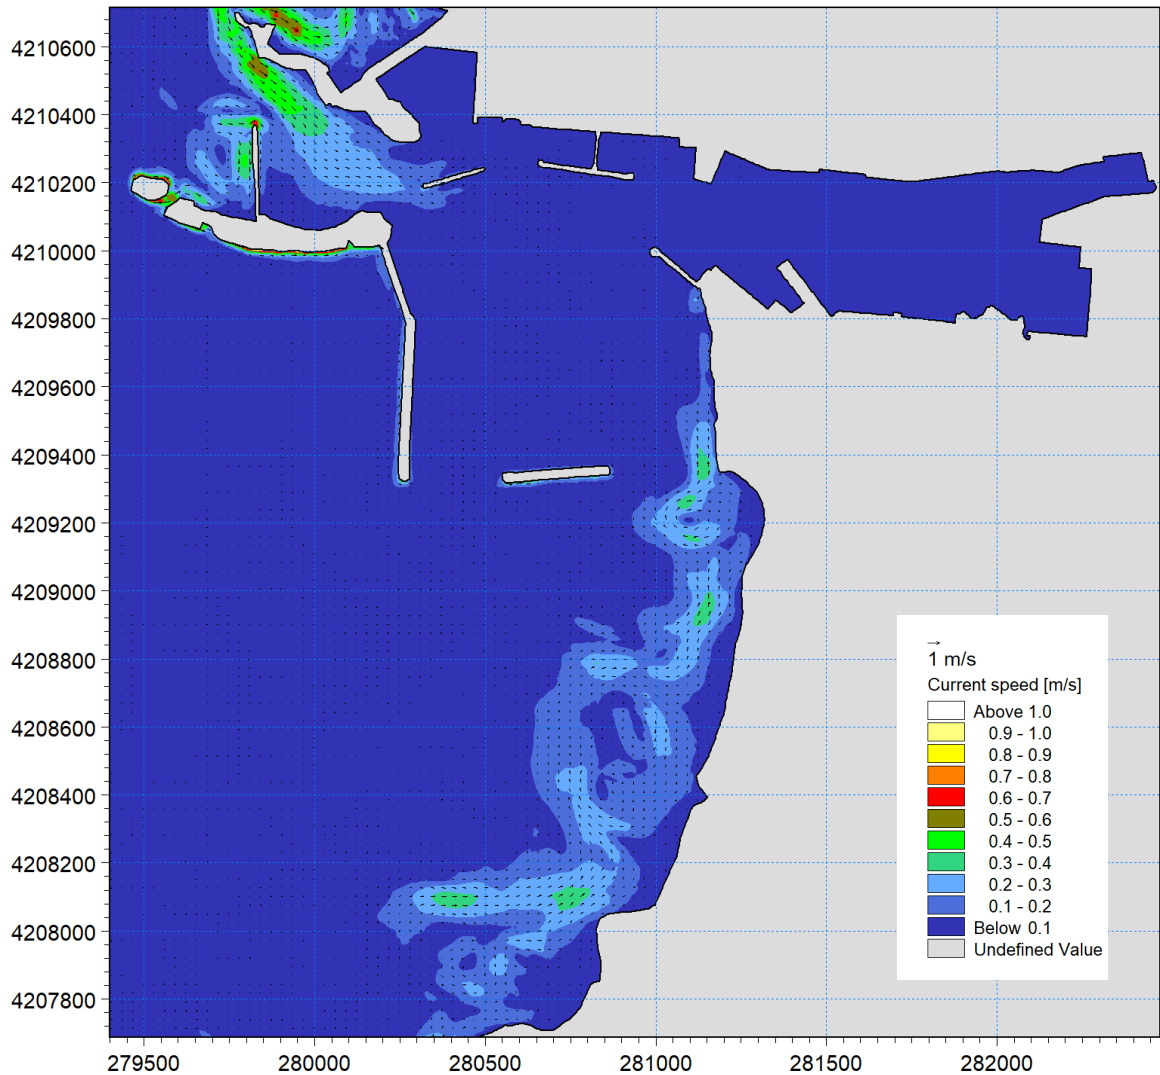 4210600
4210400
4210200
4210000
4209800
4209600
4209400
4209200
4209000
4208800
4208600
4208400
4208200
4208000
4207800
1 m/s
Current speed [m/s]
Above 1.0
0.9 - 1.0
0.8 - 0.9
0.7 - 0.8
0.6 - 0.7
0.5 - 0.6
0.4 - 0.5
0.3 - 0.4
0.2 - 0.3
0.1 - 0.2
Below 0.1
Undefined Value
279500 280000 280500 281000 281500 282000